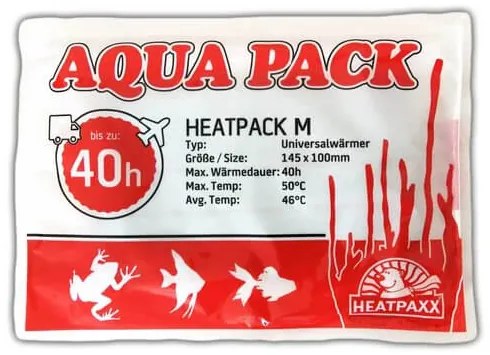 AQUA PACK
bis zu:
40h
HEATPACK M
Typ: Universalwärmer
Größe / Size: 145 x 100mm
Max. Wärmedauer: 40h
Max. Temp: 50°C
Avg. Temp: 46°C
HEATPAXX